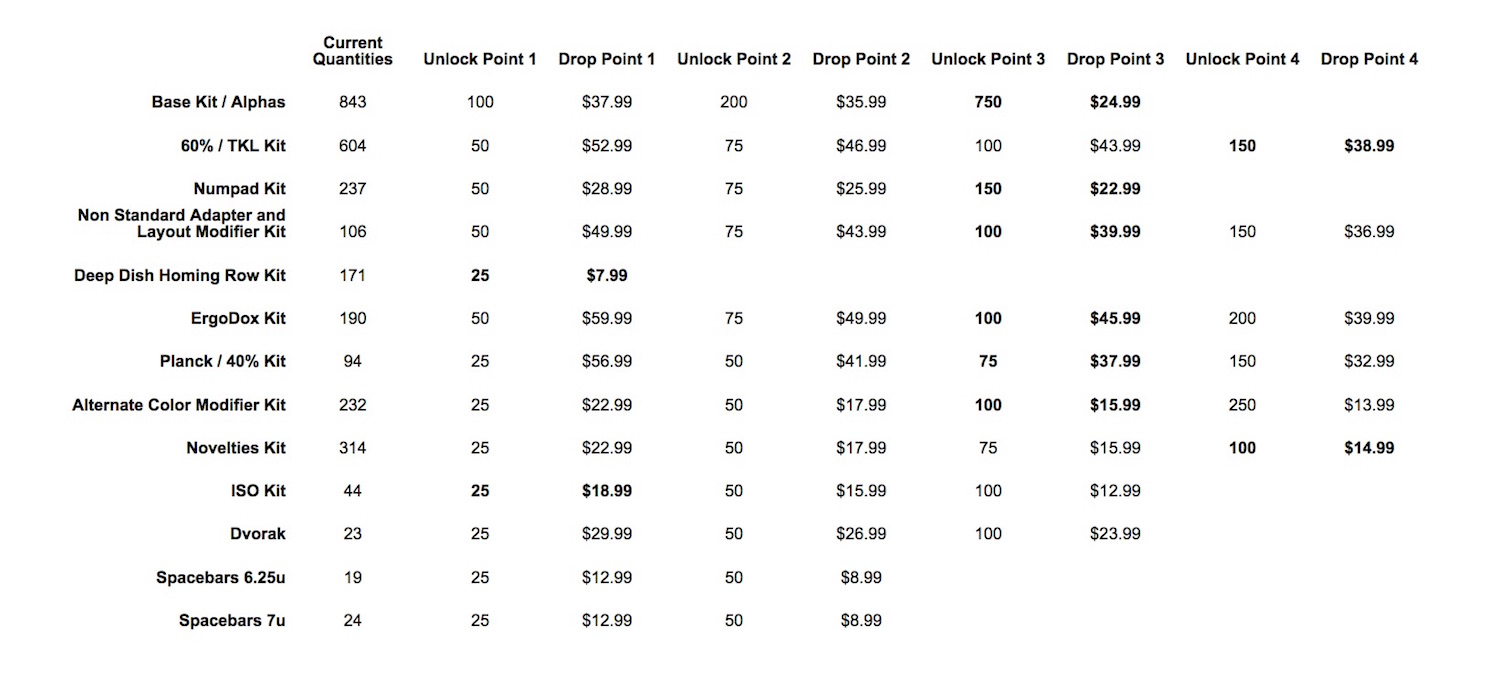 Current
Quantities Unlock Point 1 Drop Point 1 Unlock Point 2 Drop Point 2 Unlock Point 3 Drop Point 3 Unlock Point 4 Drop Point 4
Base Kit / Alphas 843 100 $37.99 200 $35.99 750 $24.99
60% / TKL Kit 604 50 $52.99 75 $46.99 100 $43.99 150 $38.99
Numpad Kit 237 50 $28.99 75 $25.99 150 $22.99
Non Standard Adapter and
Layout Modifier Kit 106 50 $49.99 75 $43.99 100 $39.99 150 $36.99
Deep Dish Homing Row Kit 171 25 $7.99
ErgoDox Kit 190 50 $59.99 75 $49.99 100 $45.99 200 $39.99
Planck / 40% Kit 94 25 $56.99 50 $41.99 75 $37.99 150 $32.99
Alternate Color Modifier Kit 232 25 $22.99 50 $17.99 100 $15.99 250 $13.99
Novelties Kit 314 25 $22.99 50 $17.99 75 $15.99 100 $14.99
ISO Kit 44 25 $18.99 50 $15.99 100 $12.99
Dvorak 23 25 $29.99 50 $26.99 100 $23.99
Spacebars 6.25u 19 25 $12.99 50 $8.99
Spacebars 7u 24 25 $12.99 50 $8.99